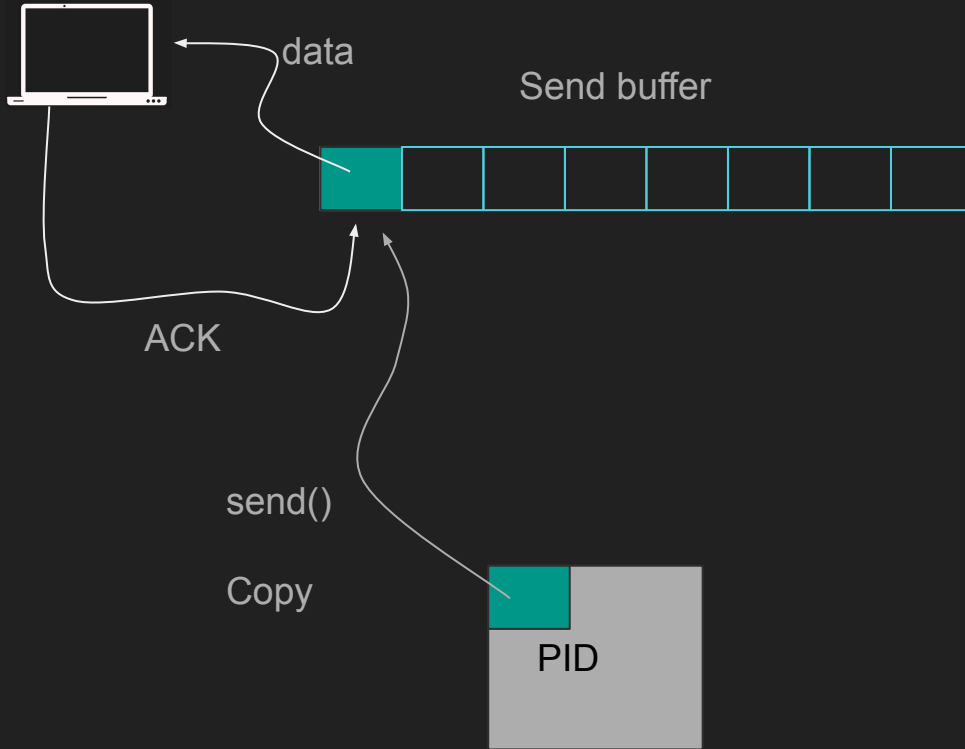 data
Send buffer
ACK
send()
Copy
PID